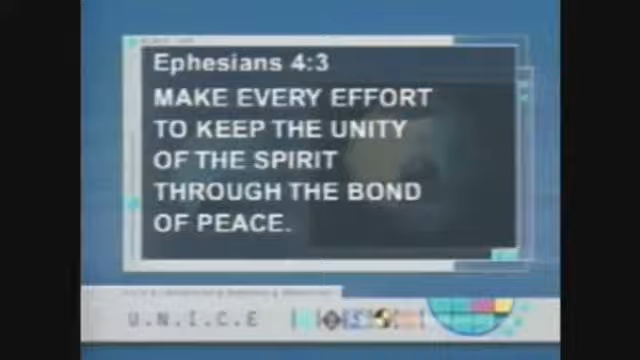 Ephesians 4:3
MAKE EVERY EFFORT
TO KEEP THE UNITY
OF THE SPIRIT
THROUGH THE BOND
OF PEACE.
U.N.I.C.E